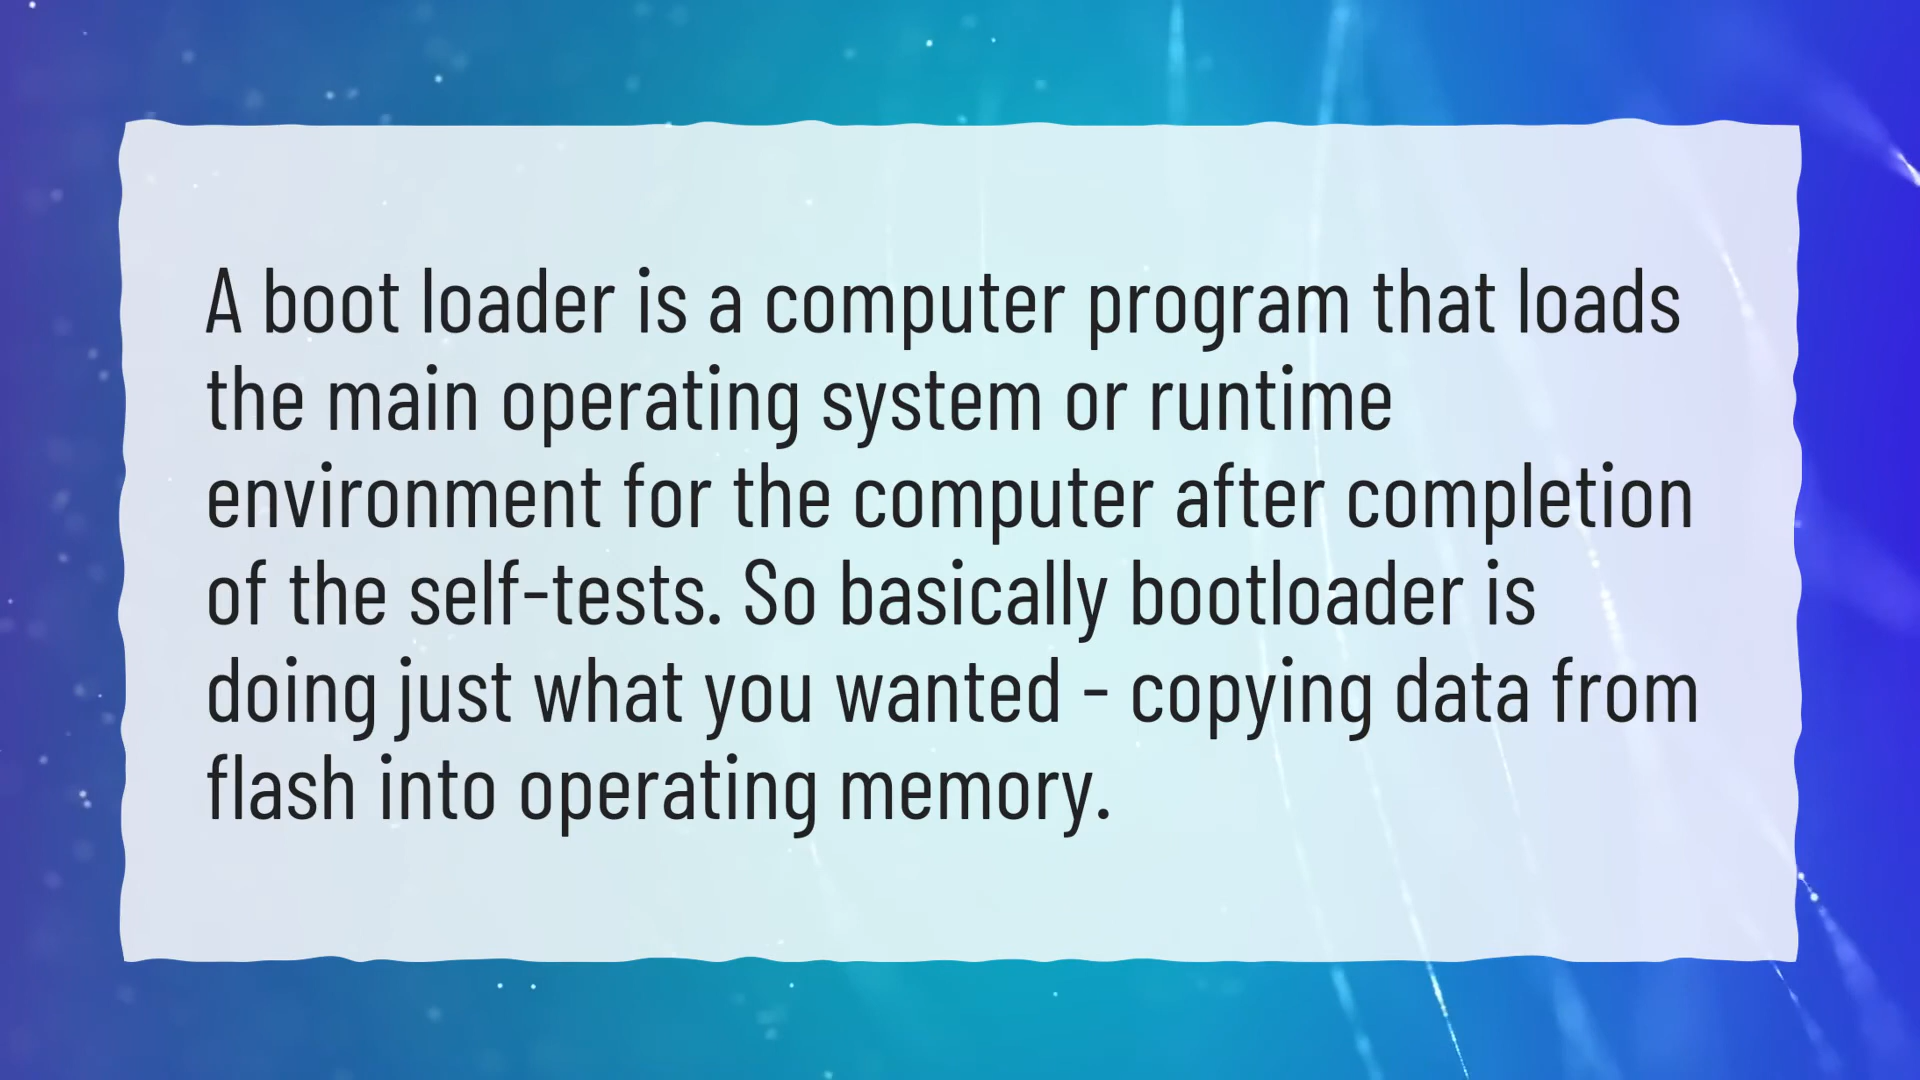 A boot loader is a computer program that loads
the main operating system or runtime
environment for the computer after completion
of the self-tests. So basically bootloader is
doing just what you wanted - copying data from
flash into operating memory.